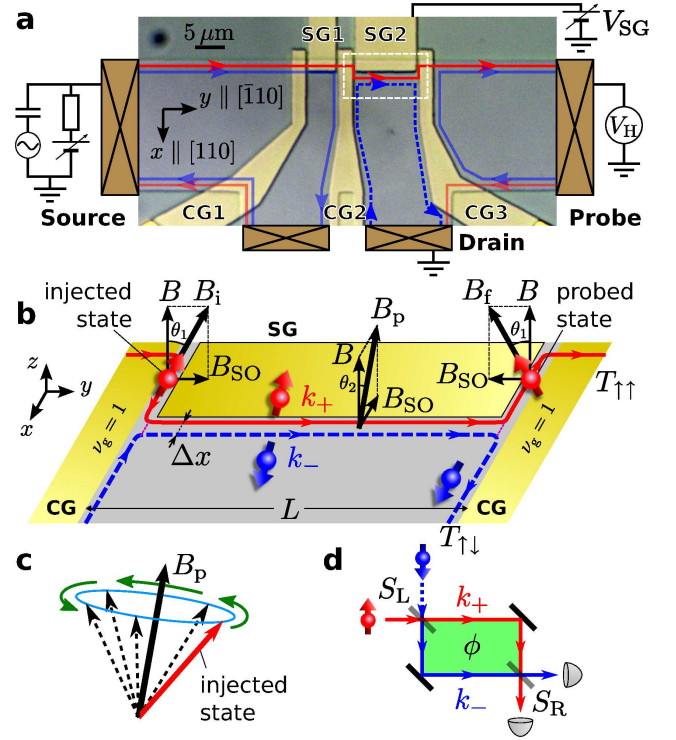 a
SG1
SG2
V_SG
5 μm
y ∥ [1̄10]
x ∥ [110]
V_H
CG1
CG2
CG3
Source
Drain
Probe
b
injected
state
B
B_i
θ_1
SG
B_p
B_f
B
probed
state
θ_1
z
y
x
B_SO
B
θ_2
B_SO
B_SO
T_↑↑
ν_g = 1
k_+
Δx
k_−
ν_g = 1
CG
L
CG
T_↑↓
c
B_p
injected
state
d
S_L
k_+
ϕ
k_−
S_R